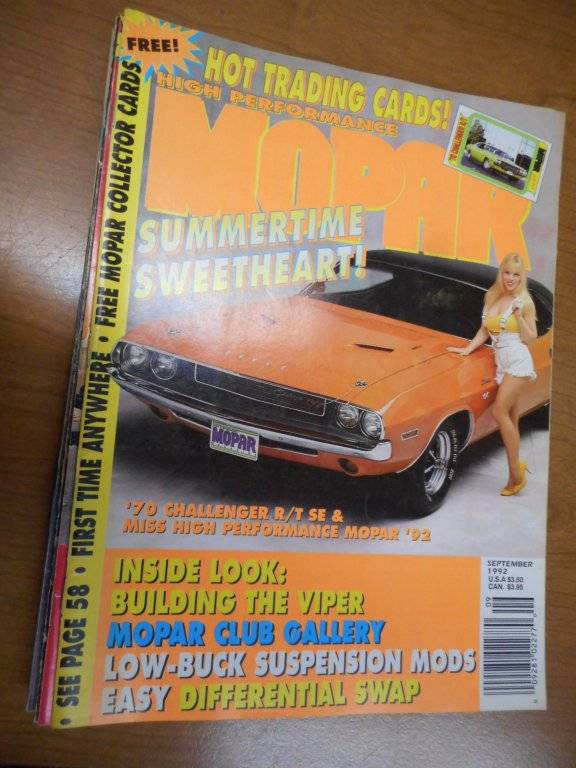 FREE!
HOT TRADING CARDS!
HIGH PERFORMANCE
MOPAR
SUMMERTIME
SWEETHEART!
MOPAR
'70 CHALLENGER R/T SE &
MISS HIGH PERFORMANCE MOPAR '92
INSIDE LOOK:
BUILDING THE VIPER
MOPAR CLUB GALLERY
LOW-BUCK SUSPENSION MODS
EASY DIFFERENTIAL SWAP
SEPTEMBER
1992
U.S.A $3.50
CAN. $3.95
09
• SEE PAGE 58 • FIRST TIME ANYWHERE • FREE MOPAR COLLECTOR CARDS